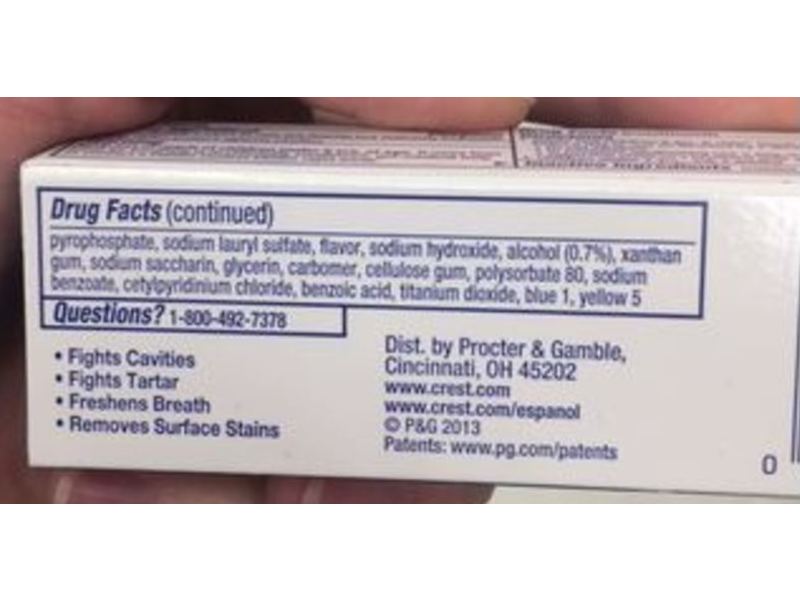 Drug Facts (continued)
pyrophosphate, sodium lauryl sulfate, flavor, sodium hydroxide, alcohol (0.7%), xanthan
gum, sodium saccharin, glycerin, carbomer, cellulose gum, polysorbate 80, sodium
benzoate, cetylpyridinium chloride, benzoic acid, titanium dioxide, blue 1, yellow 5
Questions? 1-800-492-7378
• Fights Cavities
• Fights Tartar
• Freshens Breath
• Removes Surface Stains
Dist. by Procter & Gamble,
Cincinnati, OH 45202
www.crest.com
www.crest.com/espanol
© P&G 2013
Patents: www.pg.com/patents
0